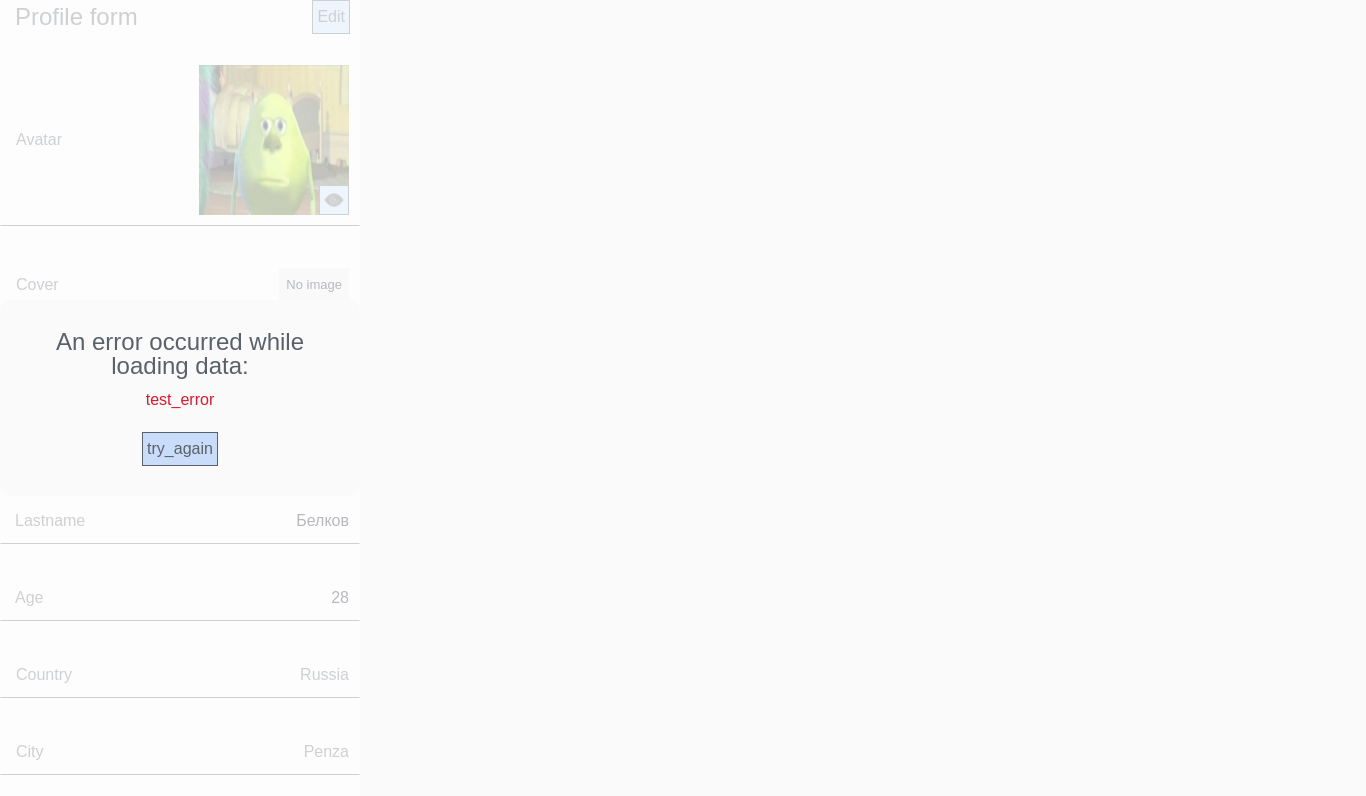 Profile form
Edit
Avatar
Cover
No image
An error occurred while
loading data:
test_error
try_again
Lastname
Белков
Age
28
Country
Russia
City
Penza